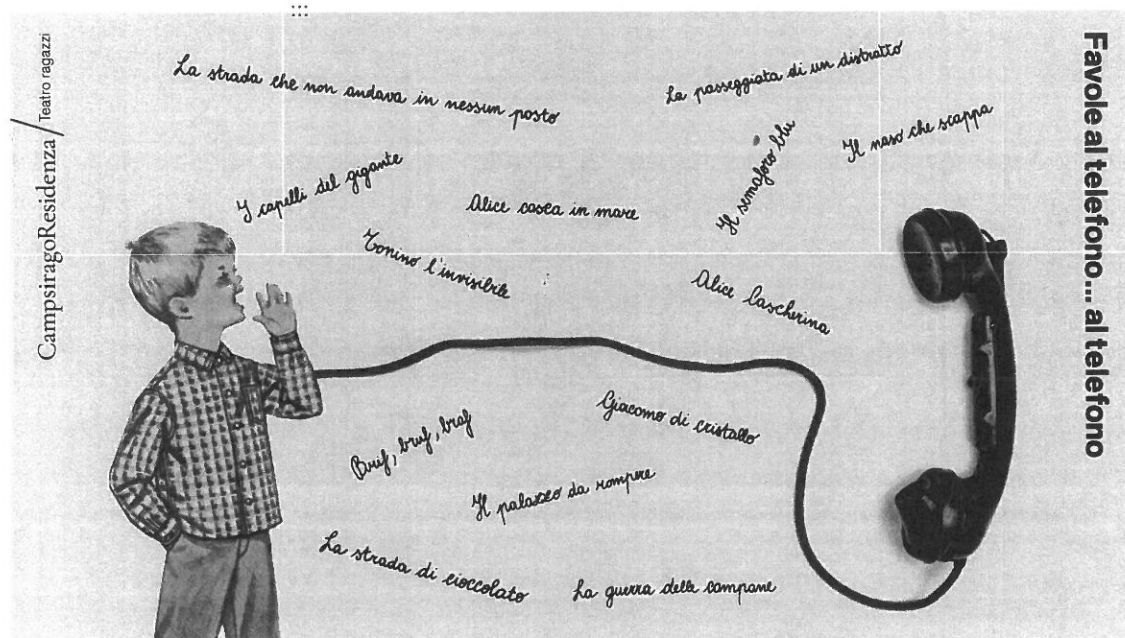 CampsiragoResidenza / Teatro ragazzi
Favole al telefono... al telefono
La strada che non andava in nessun posto
La passeggiata di un distratto
Il naso che scappa
Il semaforo blu
I capelli del gigante
Alice casca in mare
Tonino l'invisibile
Alice Cascherina
Giacomo di cristallo
Brif, bruf, braf
Il palazzo da rompere
La strada di cioccolato
La guerra delle campane